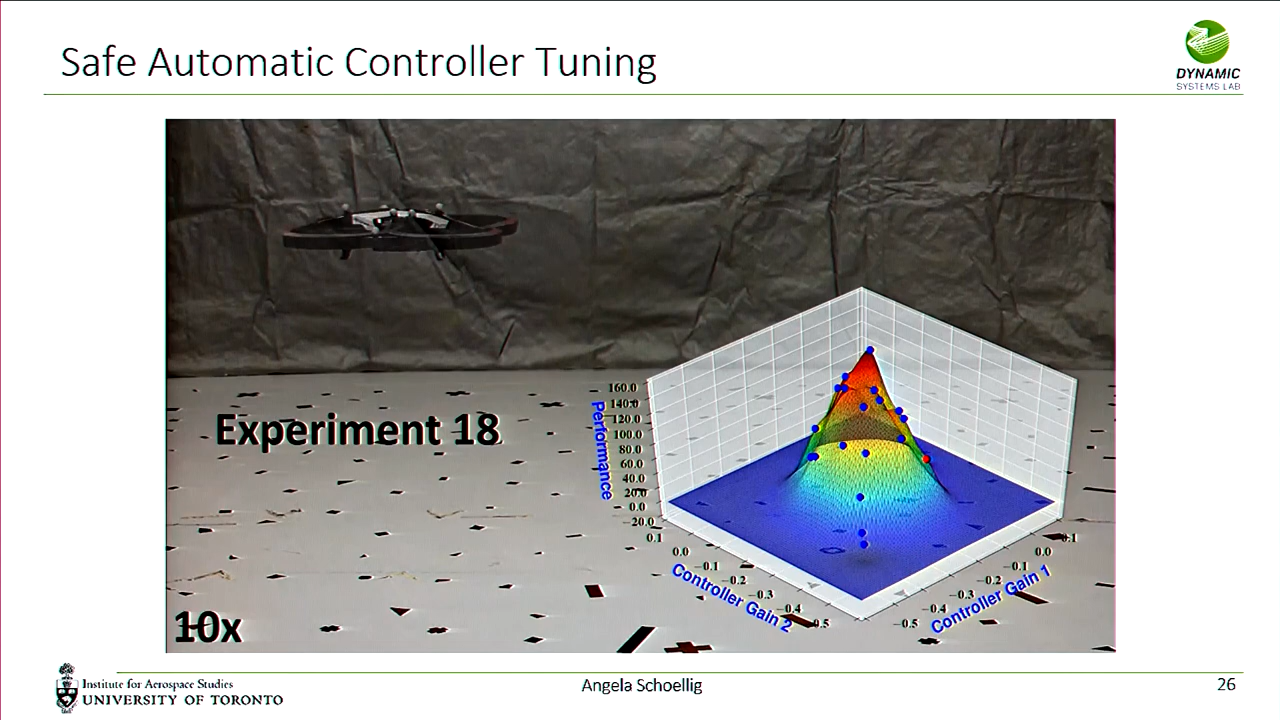 Safe Automatic Controller Tuning
DYNAMIC
SYSTEMS LAB
Experiment 18
10x
Performance
160.0
140.0
120.0
100.0
80.0
60.0
40.0
20.0
0.0
−20.0
0.1
0.0
−0.1
−0.2
−0.3
−0.4
−0.5
Controller Gain 2
0.1
0.0
−0.1
−0.2
−0.3
−0.4
−0.5
Controller Gain 1
Institute for Aerospace Studies
UNIVERSITY OF TORONTO
Angela Schoellig
26